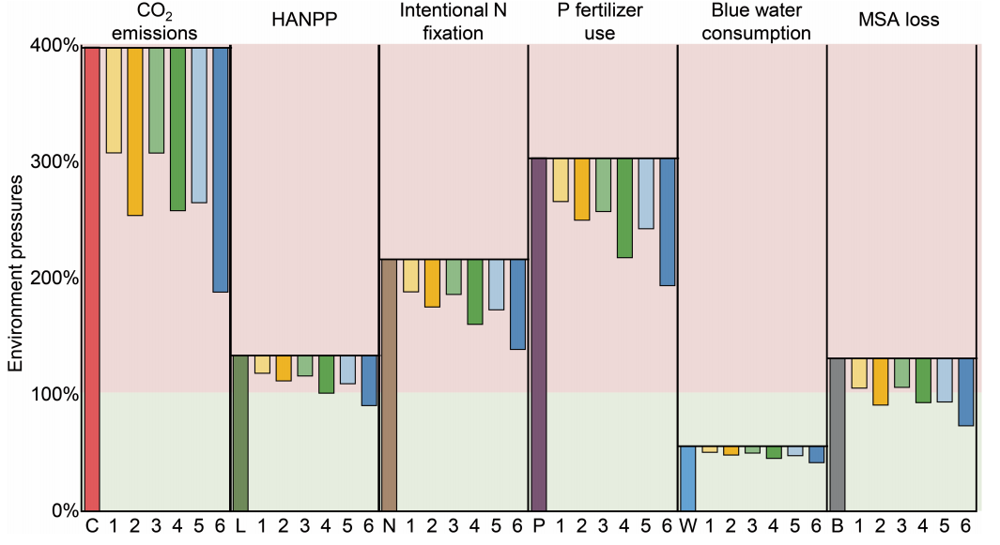 CO₂
emissions
HANPP
Intentional N
fixation
P fertilizer
use
Blue water
consumption
MSA loss
Environment pressures
400%
300%
200%
100%
0%
C 1 2 3 4 5 6 L 1 2 3 4 5 6 N 1 2 3 4 5 6 P 1 2 3 4 5 6 W 1 2 3 4 5 6 B 1 2 3 4 5 6